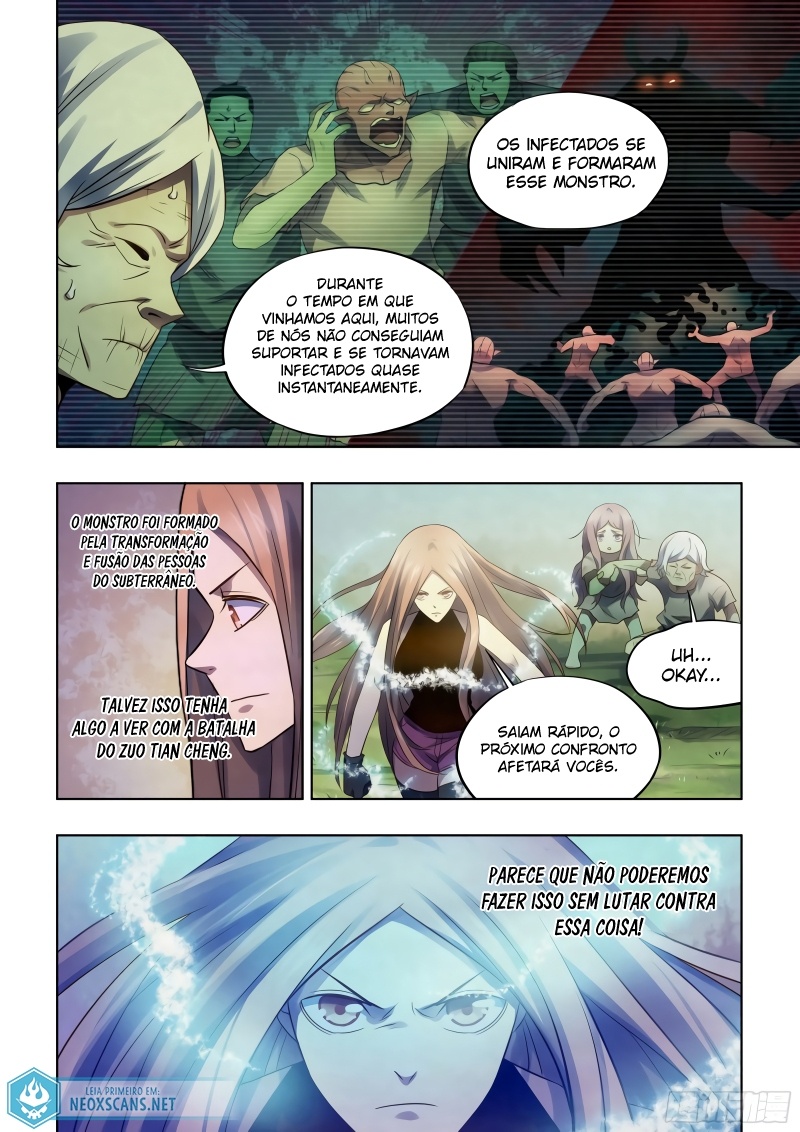 OS INFECTADOS SE
UNIRAM E FORMARAM
ESSE MONSTRO.
DURANTE
O TEMPO EM QUE
VINHAMOS AQUI, MUITOS
DE NÓS NÃO CONSEGUIAM
SUPORTAR E SE TORNAVAM
INFECTADOS QUASE
INSTANTANEAMENTE.
O MONSTRO FOI FORMADO
PELA TRANSFORMAÇÃO
E FUSÃO DAS PESSOAS
DO SUBTERRÂNEO.
TALVEZ ISSO TENHA
ALGO A VER COM A BATALHA
DO ZUO TIAN CHENG.
UH...
OKAY...
SAIAM RÁPIDO, O
PRÓXIMO CONFRONTO
AFETARÁ VOCÊS.
PARECE QUE NÃO PODEREMOS
FAZER ISSO SEM LUTAR CONTRA
ESSA COISA!
LEIA PRIMEIRO EM:
NEOXSCANS.NET